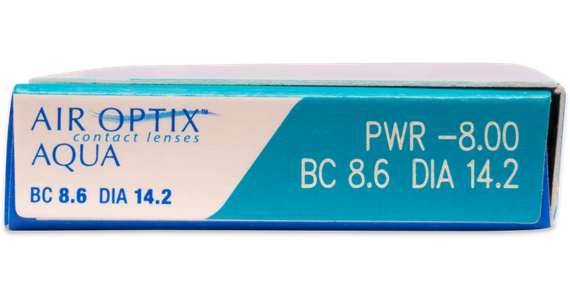 AIR OPTIX™
contact lenses
AQUA
BC 8.6 DIA 14.2
PWR -8.00
BC 8.6 DIA 14.2